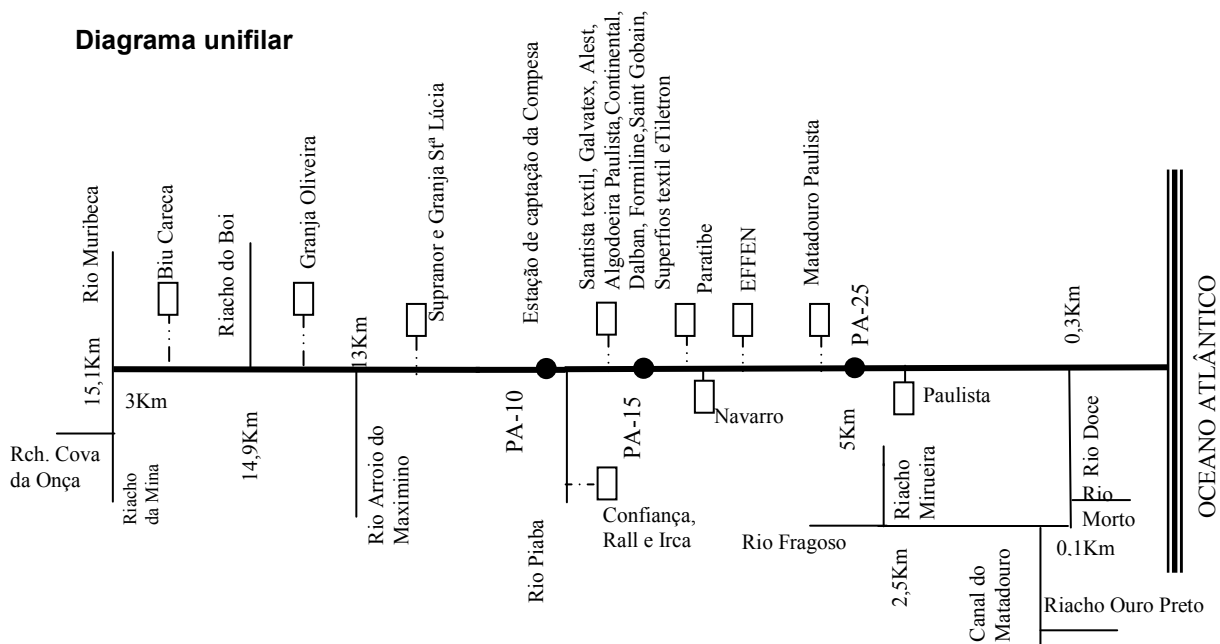 Diagrama unifilar
Rio Muribeca
Biu Careca
Riacho do Boi
Granja Oliveira
Supranor e Granja Stª Lúcia
Estação de captação da Compesa
Santista textil, Galvatex, Alest,
Algodoeira Paulista,Continental,
Dalban, Formiline,Saint Gobain,
Superfios textil eTiletron
Paratibe
EFFEN
Matadouro Paulista
PA-25
0,3Km
OCEANO ATLÂNTICO
15,1Km
3Km
Rch. Cova
da Onça
Riacho
da Mina
14,9Km
13Km
Rio Arroio do
Maximino
PA-10
Rio Piaba
PA-15
Confiança,
Rall e Irca
Navarro
5Km
Paulista
Rio Fragoso
Riacho
Mirueira
2,5Km
Rio Doce
Rio
Morto
0,1Km
Canal do
Matadouro
Riacho Ouro Preto